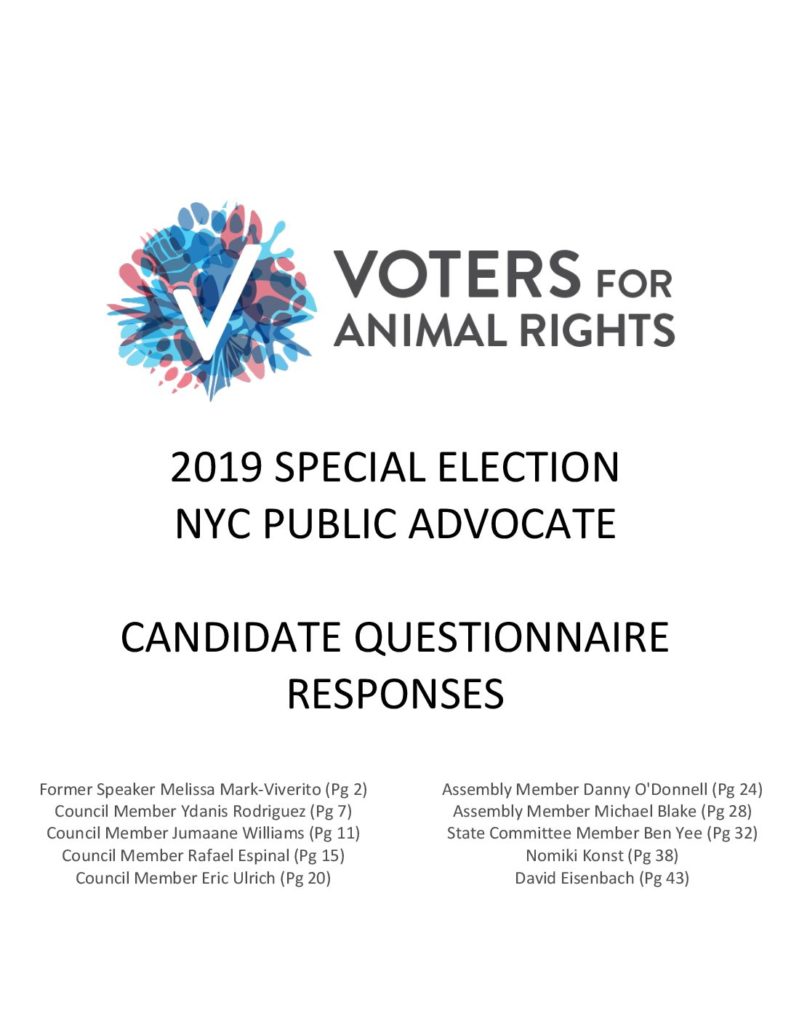 VOTERS FOR
ANIMAL RIGHTS
2019 SPECIAL ELECTION
NYC PUBLIC ADVOCATE
CANDIDATE QUESTIONNAIRE
RESPONSES
Former Speaker Melissa Mark-Viverito (Pg 2)
Council Member Ydanis Rodriguez (Pg 7)
Council Member Jumaane Williams (Pg 11)
Council Member Rafael Espinal (Pg 15)
Council Member Eric Ulrich (Pg 20)
Assembly Member Danny O'Donnell (Pg 24)
Assembly Member Michael Blake (Pg 28)
State Committee Member Ben Yee (Pg 32)
Nomiki Konst (Pg 38)
David Eisenbach (Pg 43)